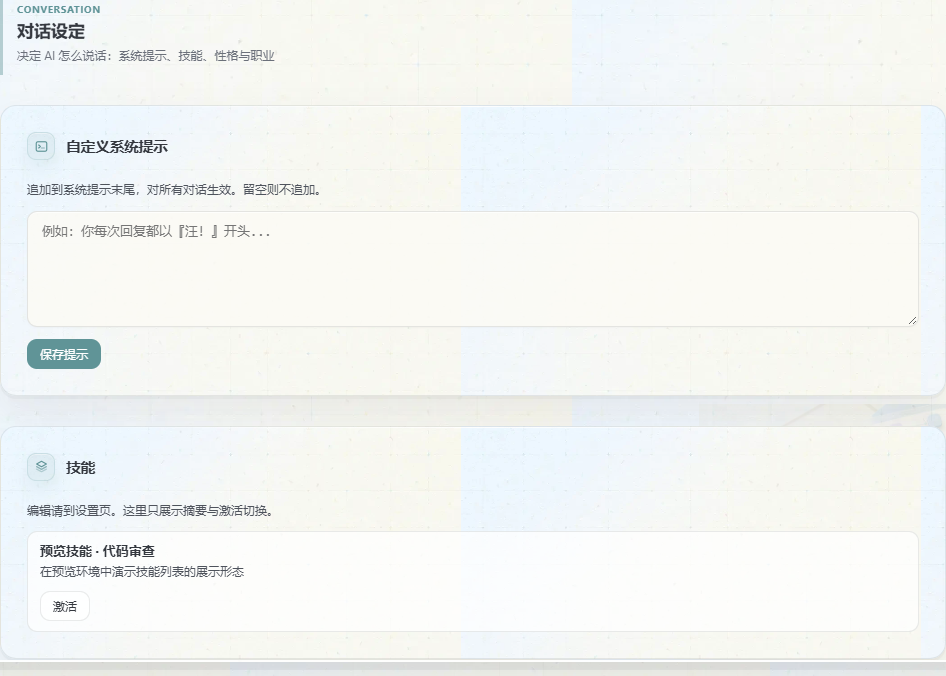 CONVERSATION
对话设定
决定 AI 怎么说话：系统提示、技能、性格与职业
自定义系统提示
追加到系统提示末尾，对所有对话生效。留空则不追加。
例如：你每次回复都以『汪！』开头...
保存提示
技能
编辑请到设置页。这里只展示摘要与激活切换。
预览技能 · 代码审查
在预览环境中演示技能列表的展示形态
激活